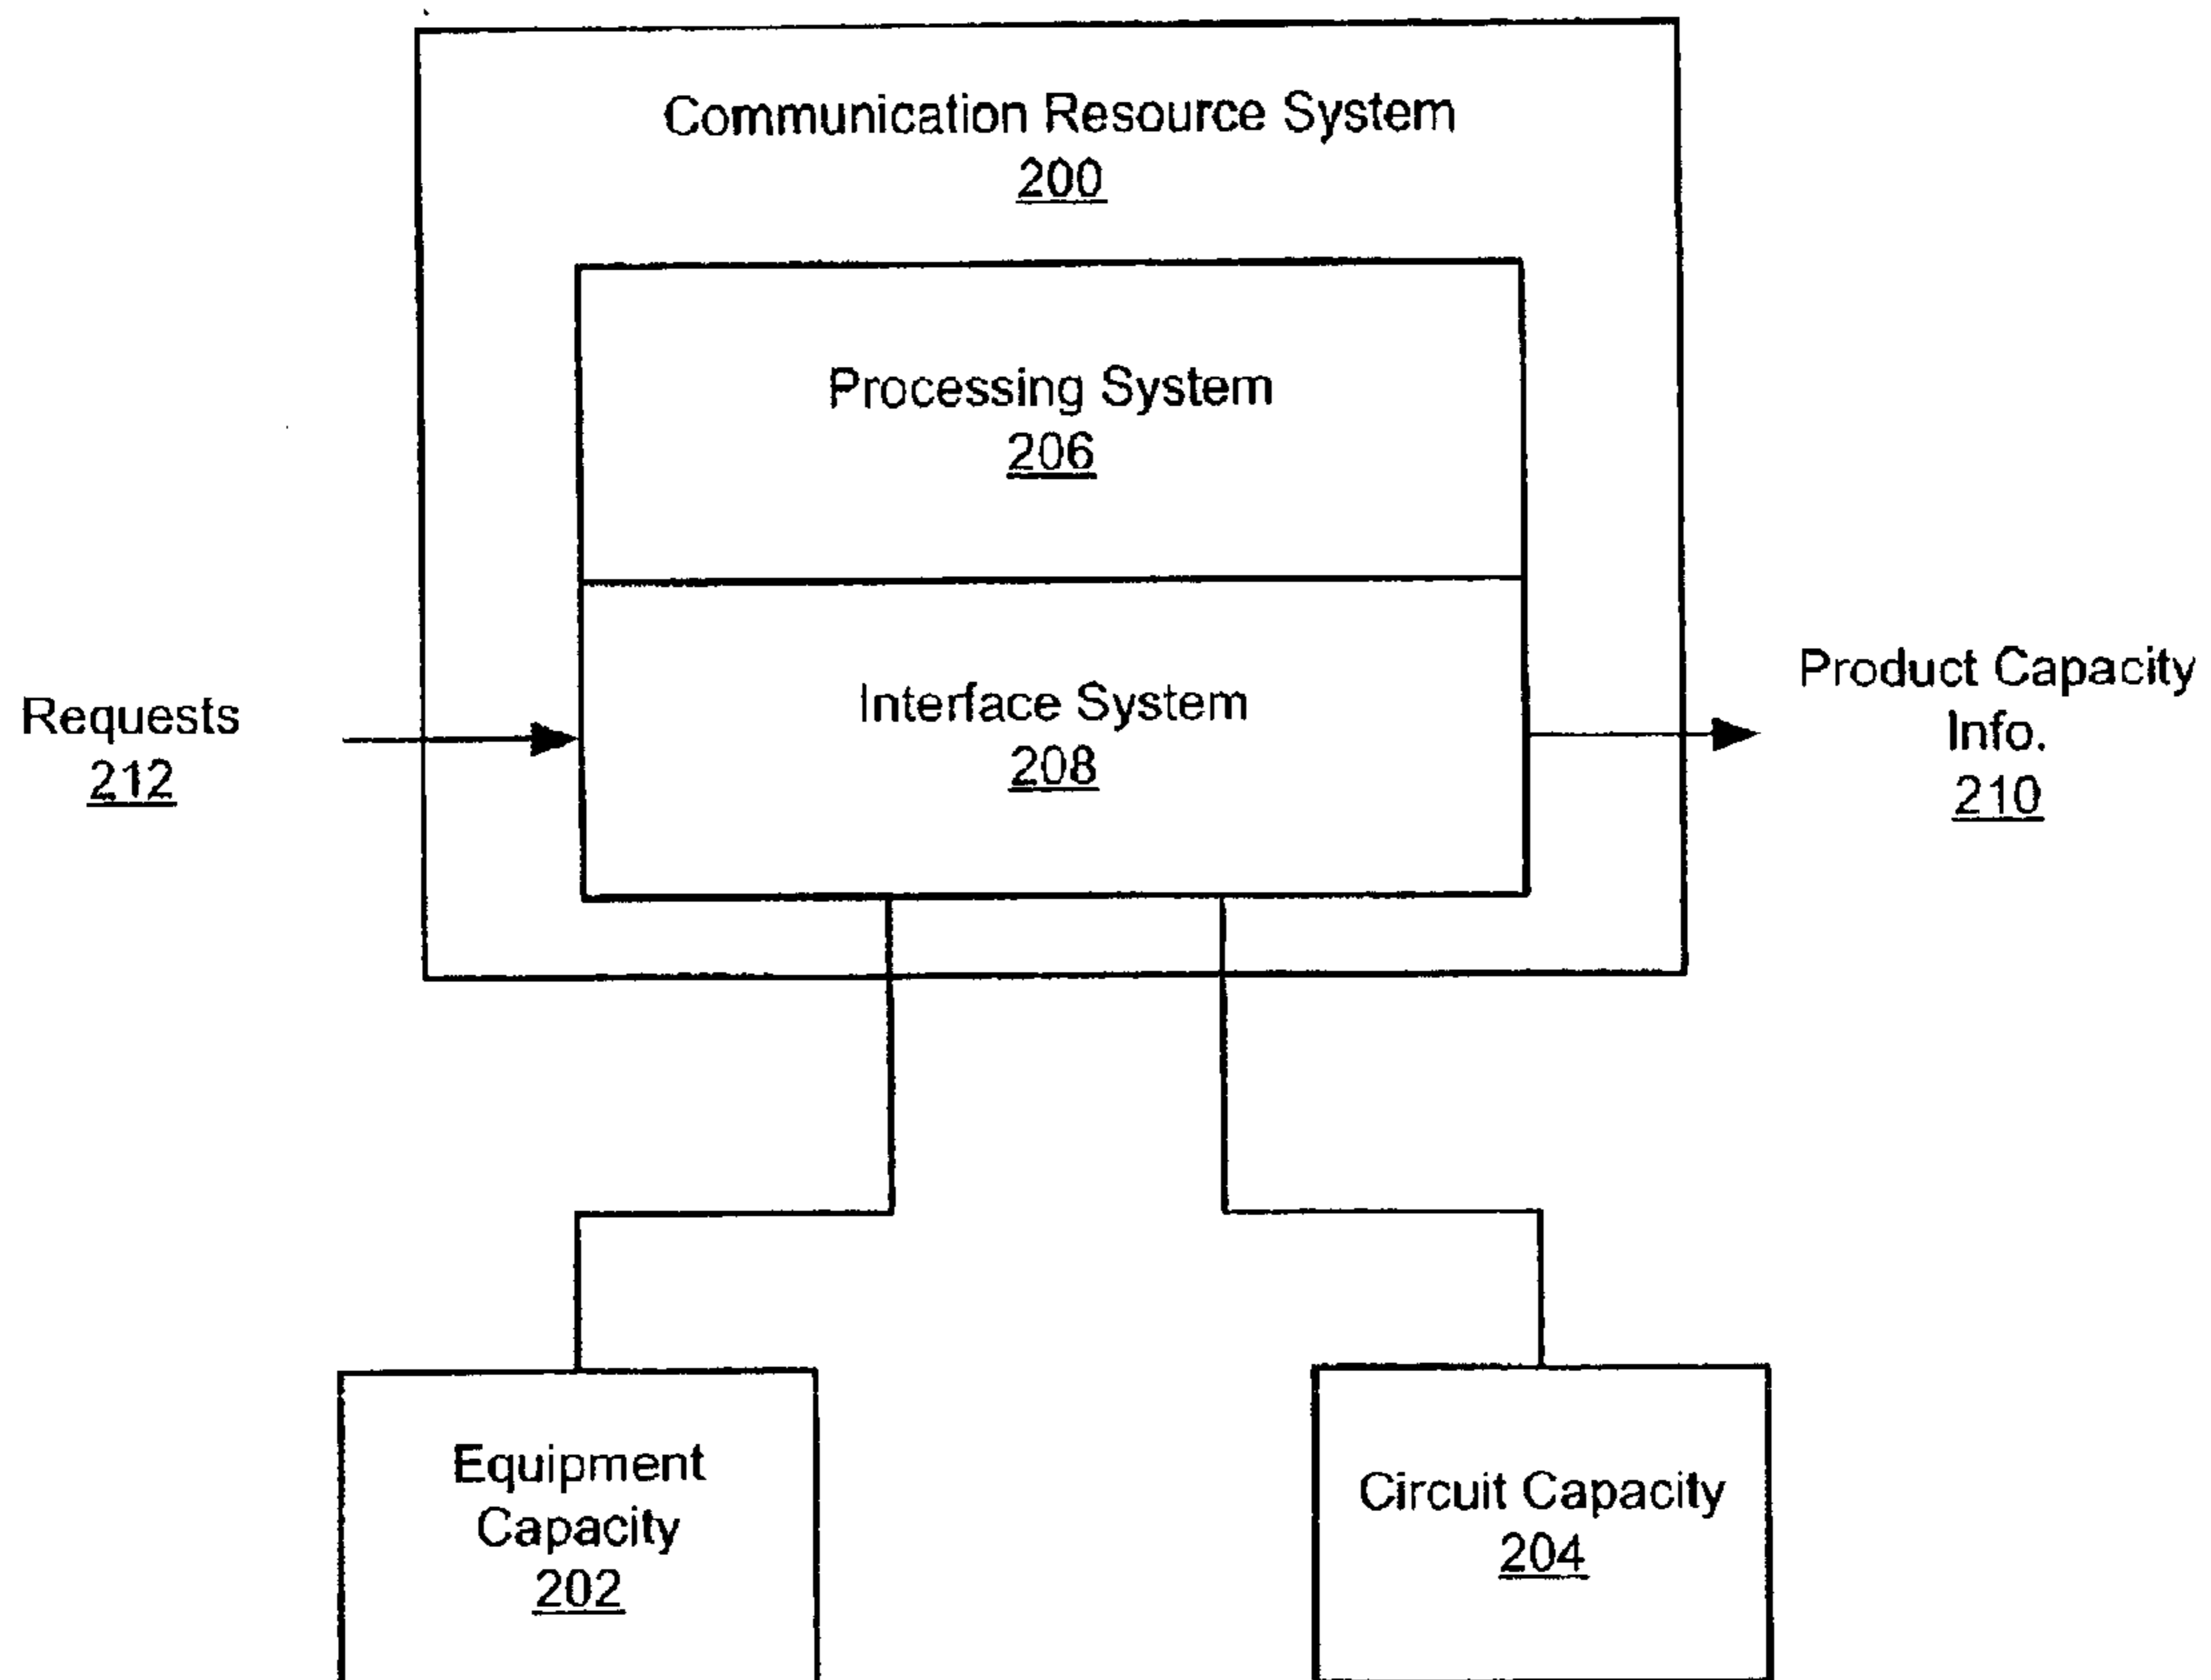 Communication Resource System
200
Processing System
206
Interface System
208
Requests
212
Product Capacity
Info.
210
Equipment
Capacity
202
Circuit Capacity
204